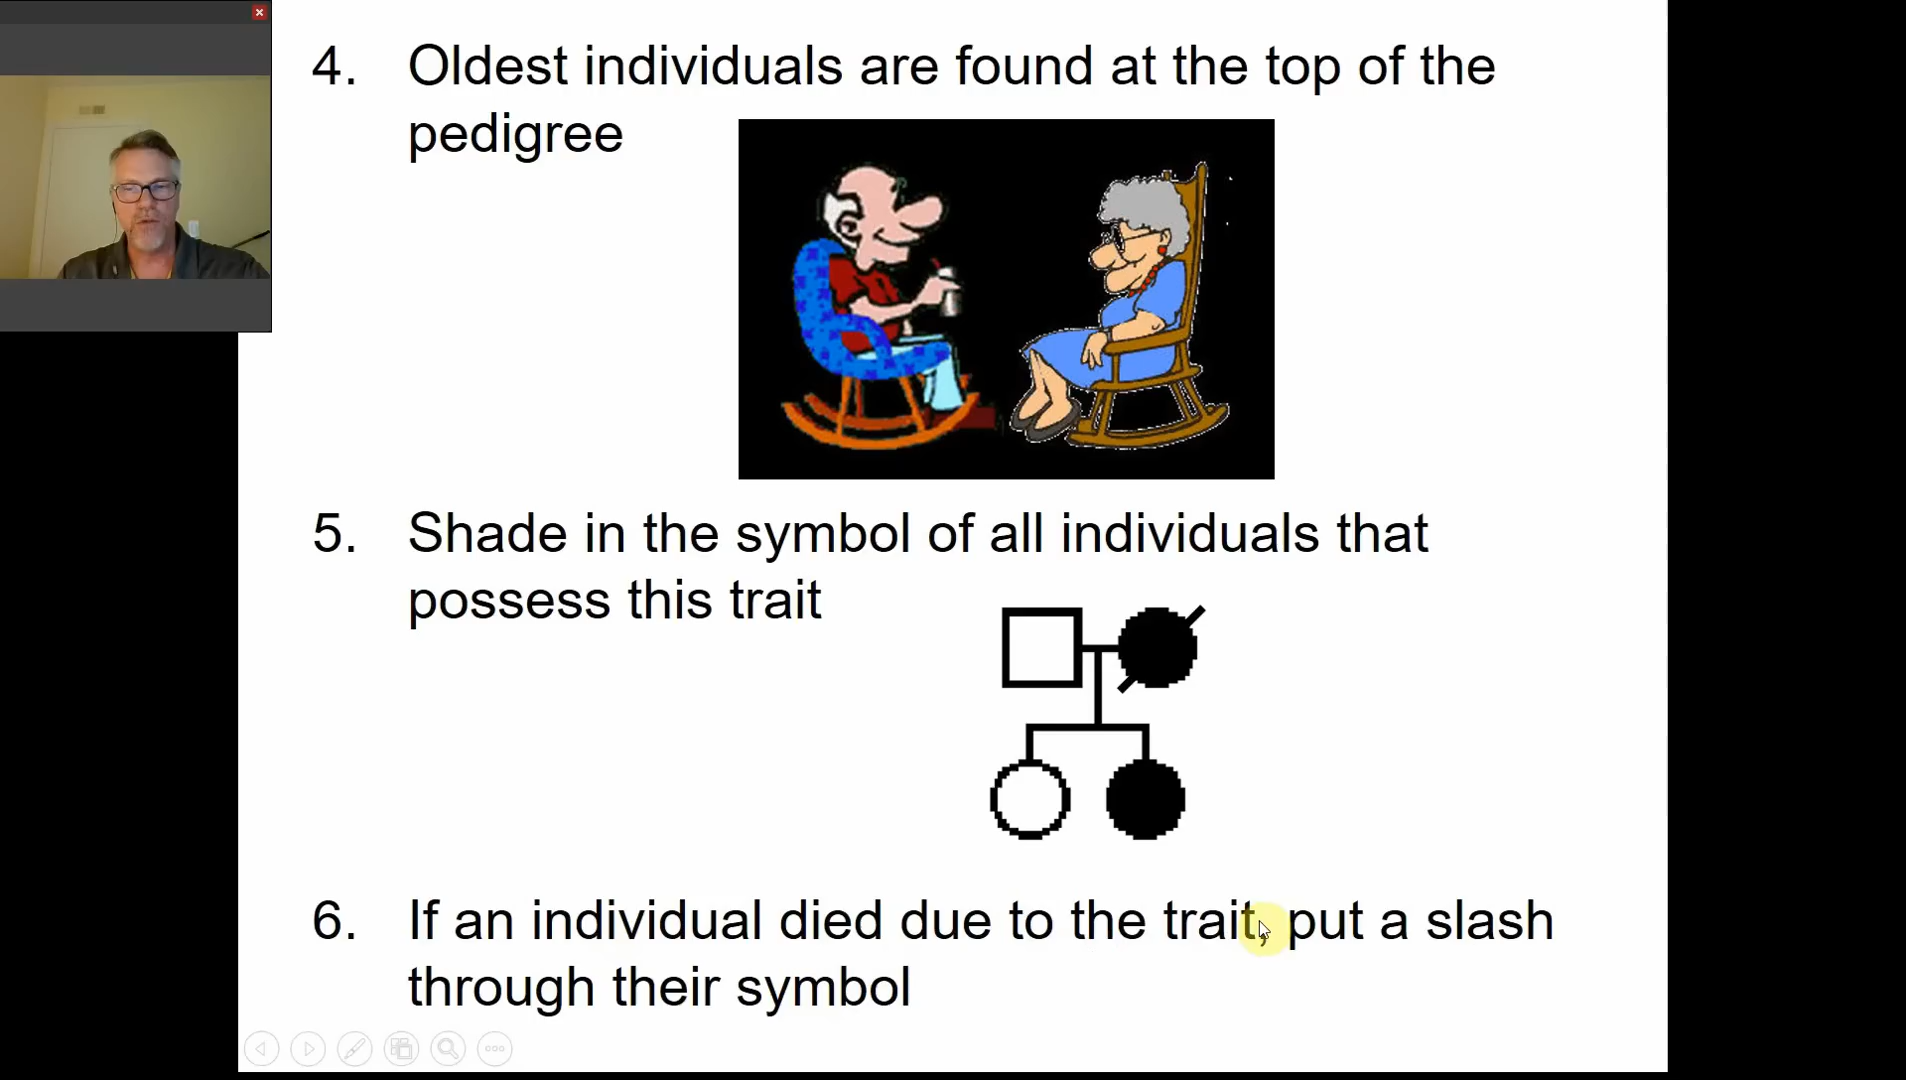 4. Oldest individuals are found at the top of the
pedigree
5. Shade in the symbol of all individuals that
possess this trait
6. If an individual died due to the trait, put a slash
through their symbol